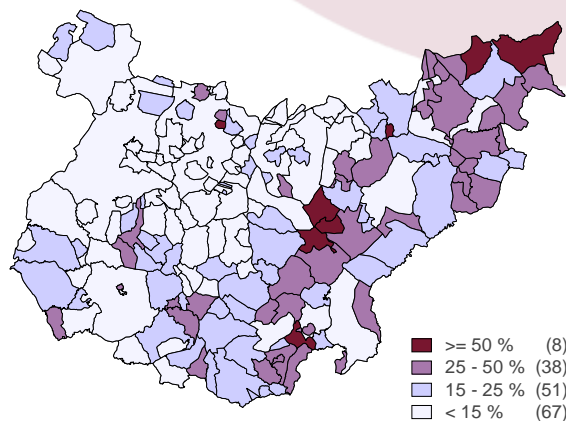 >= 50 % (8)
25 - 50 % (38)
15 - 25 % (51)
< 15 % (67)